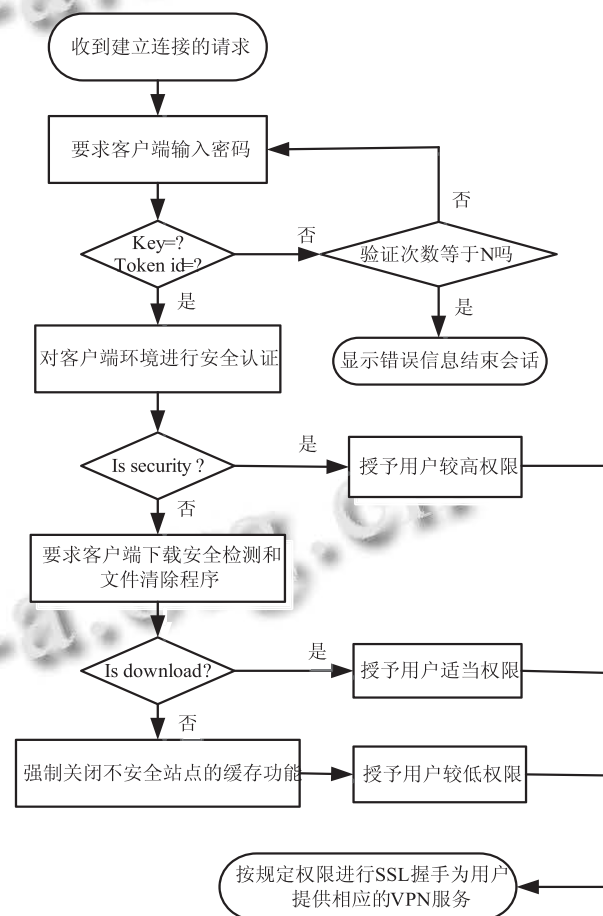 收到建立连接的请求
要求客户端输入密码
否
Key=?
Token id=?
否
验证次数等于N吗
是
是
对客户端环境进行安全认证
显示错误信息结束会话
Is security ?
是
授予用户较高权限
否
要求客户端下载安全检测和
文件清除程序
Is download?
是
授予用户适当权限
否
强制关闭不安全站点的缓存功能
授予用户较低权限
按规定权限进行SSL握手为用户
提供相应的VPN服务